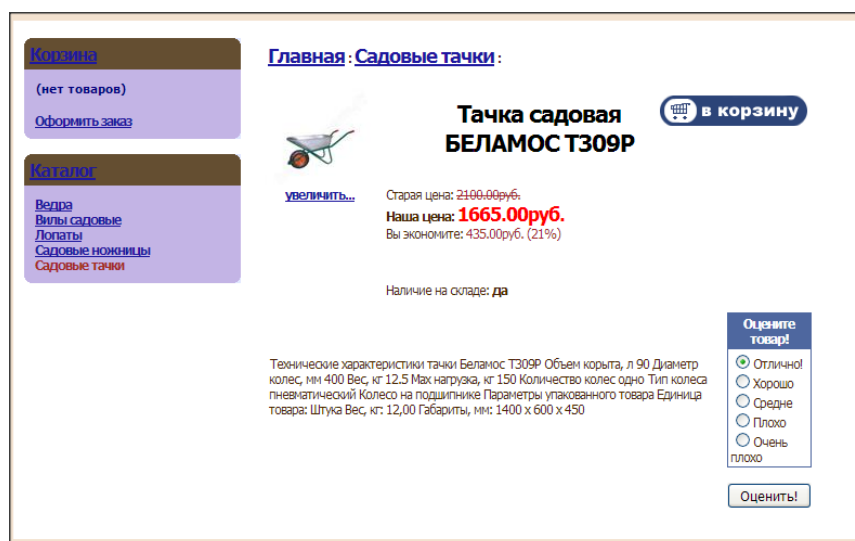 Корзина
(нет товаров)
Оформить заказ
Каталог
Ведра
Вилы садовые
Лопаты
Садовые ножницы
Садовые тачки
Главная : Садовые тачки :
Тачка садовая
БЕЛАМОС Т309Р
в корзину
увеличить...
Старая цена: 2100.00руб.
Наша цена: 1665.00руб.
Вы экономите: 435.00руб. (21%)
Наличие на складе: да
Технические характеристики тачки Беламос Т309Р Объем корыта, л 90 Диаметр
колес, мм 400 Вес, кг 12.5 Мах нагрузка, кг 150 Количество колес одно Тип колеса
пневматический Колесо на подшипнике Параметры упакованного товара Единица
товара: Штука Вес, кг: 12,00 Габариты, мм: 1400 x 600 x 450
Оцените
товар!
Отлично!
Хорошо
Средне
Плохо
Очень
плохо
Оценить!